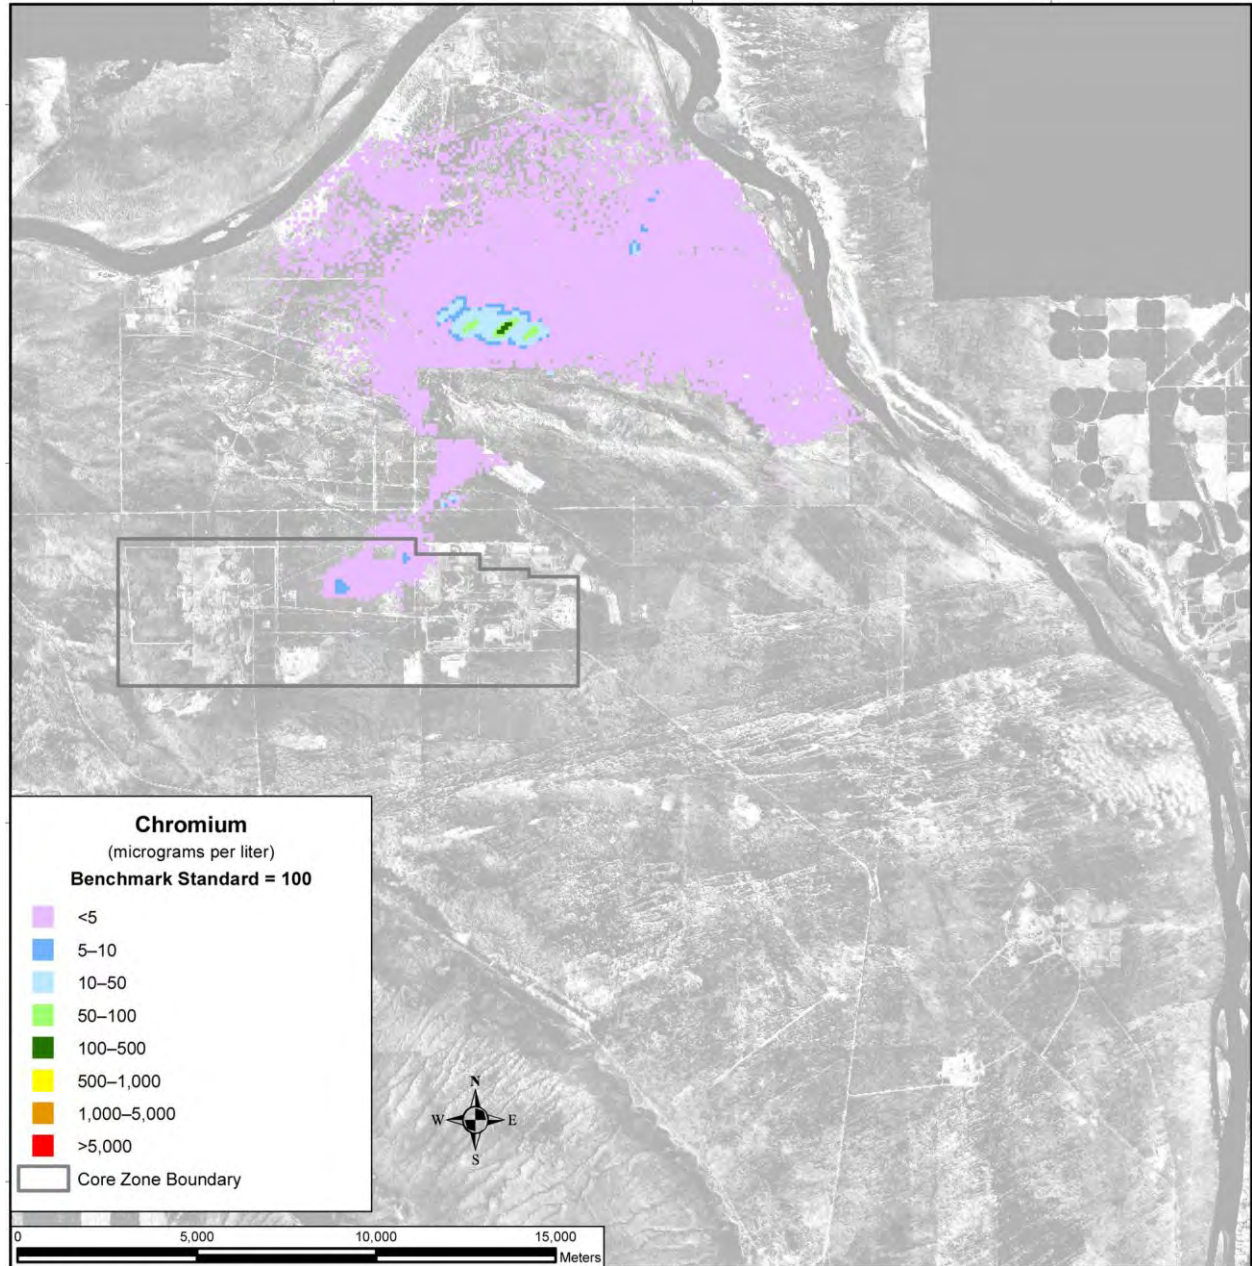 Chromium
(micrograms per liter)
Benchmark Standard = 100
<5
5–10
10–50
50–100
100–500
500–1,000
1,000–5,000
>5,000
Core Zone Boundary
N
W E
S
0 5,000 10,000 15,000
Meters